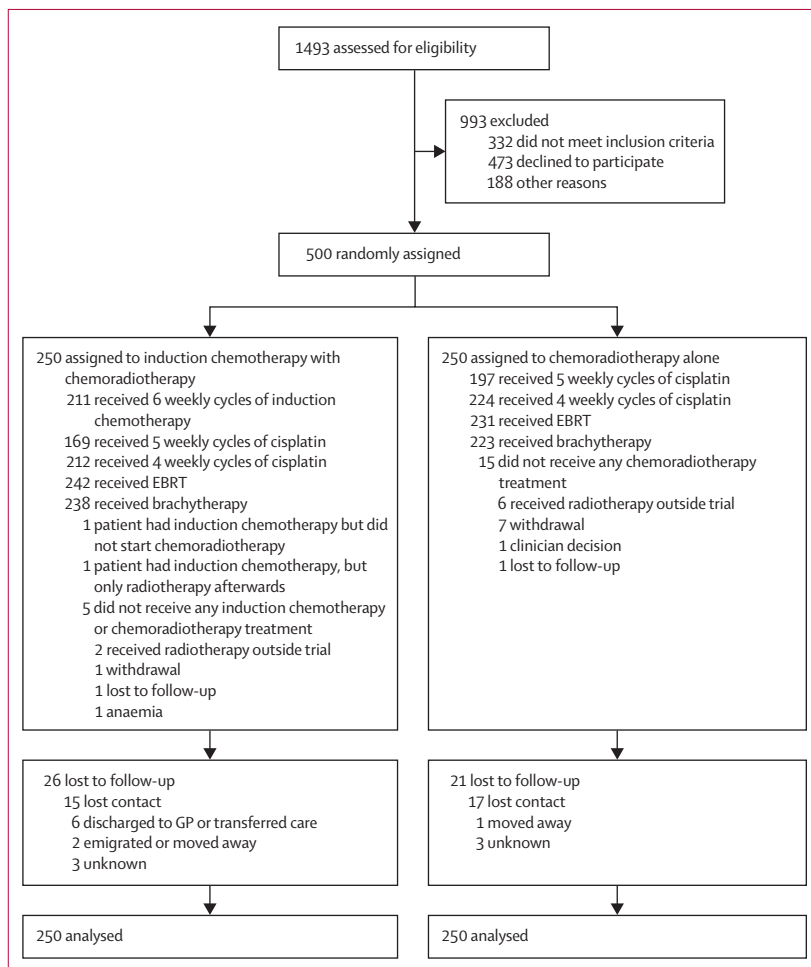 1493 assessed for eligibility
993 excluded
332 did not meet inclusion criteria
473 declined to participate
188 other reasons
500 randomly assigned
250 assigned to induction chemotherapy with
chemoradiotherapy
211 received 6 weekly cycles of induction
chemotherapy
169 received 5 weekly cycles of cisplatin
212 received 4 weekly cycles of cisplatin
242 received EBRT
238 received brachytherapy
1 patient had induction chemotherapy but did
not start chemoradiotherapy
1 patient had induction chemotherapy, but
only radiotherapy afterwards
5 did not receive any induction chemotherapy
or chemoradiotherapy treatment
2 received radiotherapy outside trial
1 withdrawal
1 lost to follow-up
1 anaemia
250 assigned to chemoradiotherapy alone
197 received 5 weekly cycles of cisplatin
224 received 4 weekly cycles of cisplatin
231 received EBRT
223 received brachytherapy
15 did not receive any chemoradiotherapy
treatment
6 received radiotherapy outside trial
7 withdrawal
1 clinician decision
1 lost to follow-up
26 lost to follow-up
15 lost contact
6 discharged to GP or transferred care
2 emigrated or moved away
3 unknown
21 lost to follow-up
17 lost contact
1 moved away
3 unknown
250 analysed
250 analysed